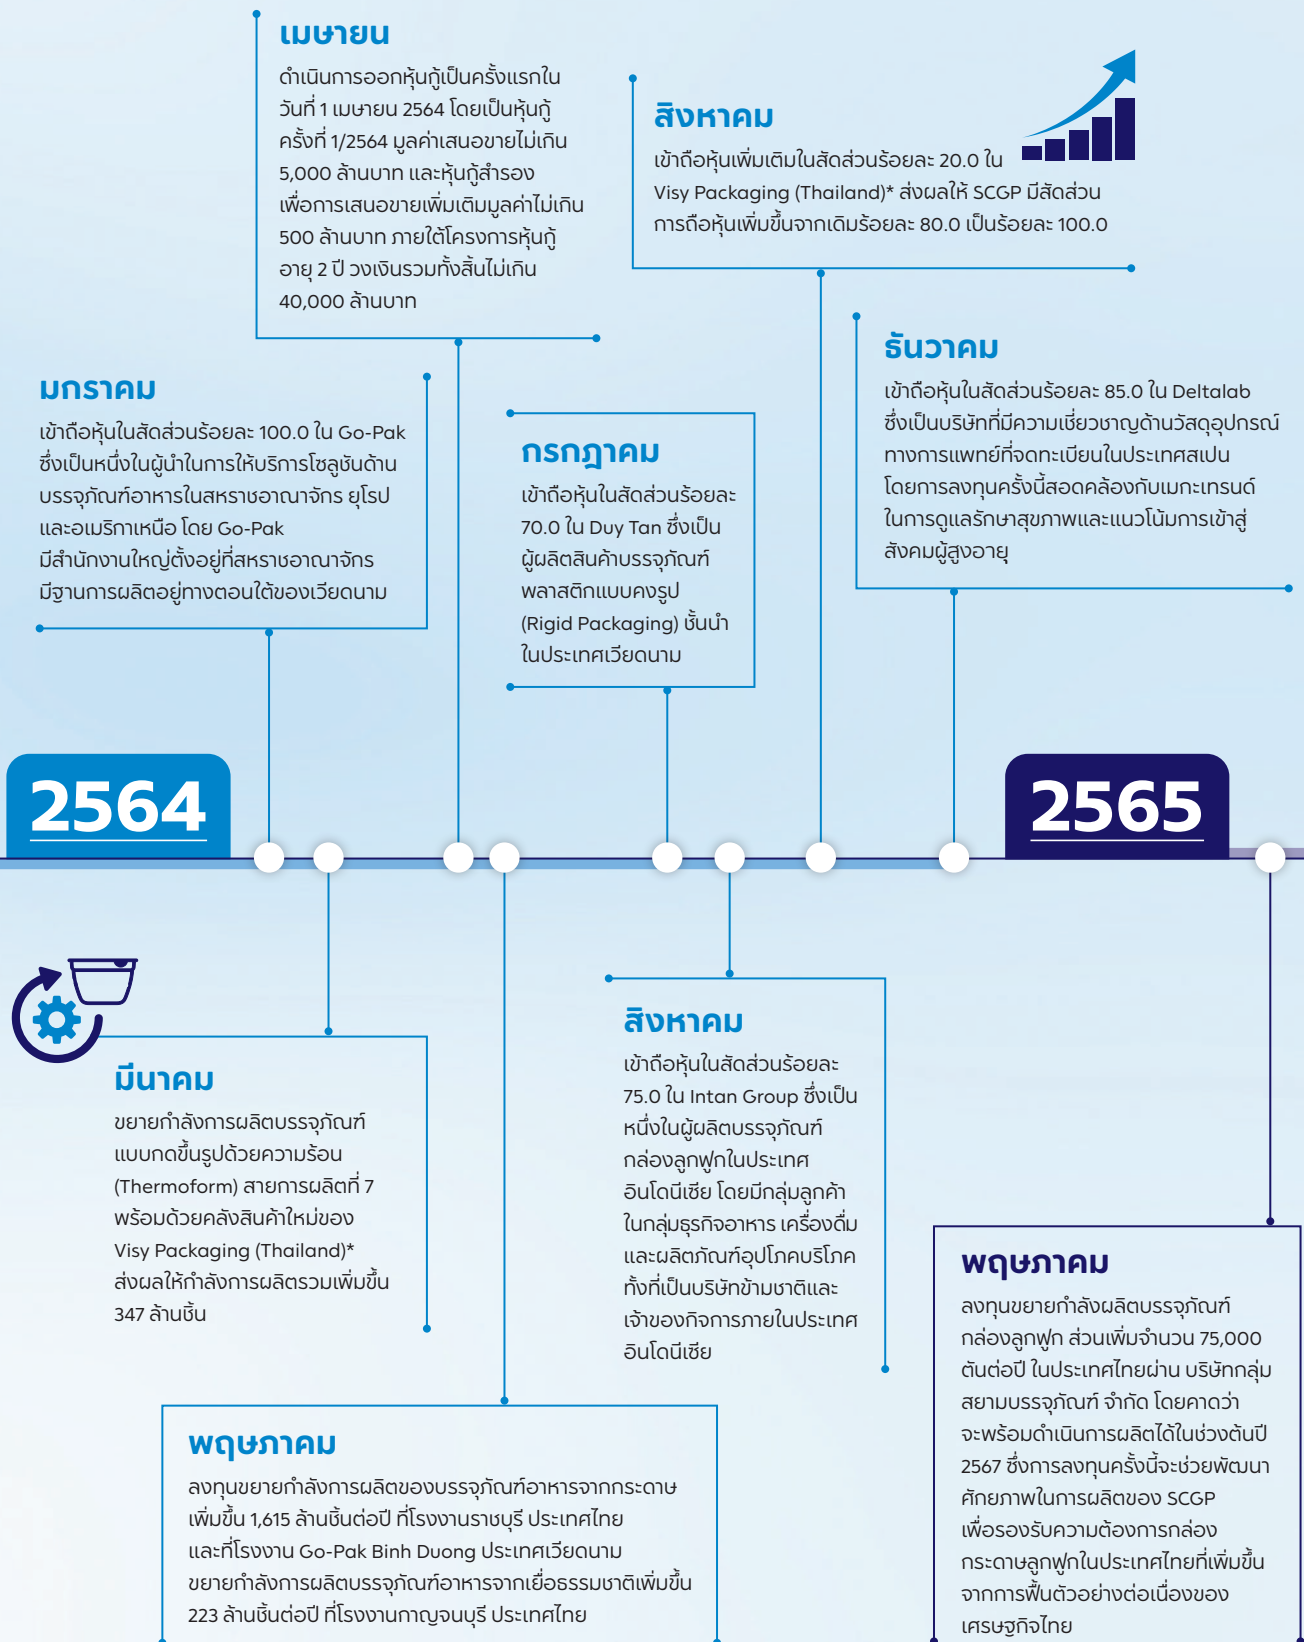 เมษายน
ดำเนินการออกหุ้นกู้เป็นครั้งแรกใน
วันที่ 1 เมษายน 2564 โดยเป็นหุ้นกู้
ครั้งที่ 1/2564 มูลค่าเสนอขายไม่เกิน
5,000 ล้านบาท และหุ้นกู้สำรอง
เพื่อการเสนอขายเพิ่มเติมมูลค่าไม่เกิน
500 ล้านบาท ภายใต้โครงการหุ้นกู้
อายุ 2 ปี วงเงินรวมทั้งสิ้นไม่เกิน
40,000 ล้านบาท
สิงหาคม
เข้าถือหุ้นเพิ่มเติมในสัดส่วนร้อยละ 20.0 ใน
Visy Packaging (Thailand)* ส่งผลให้ SCGP มีสัดส่วน
การถือหุ้นเพิ่มขึ้นจากเดิมร้อยละ 80.0 เป็นร้อยละ 100.0
มกราคม
เข้าถือหุ้นในสัดส่วนร้อยละ 100.0 ใน Go-Pak
ซึ่งเป็นหนึ่งในผู้นำในการให้บริการโซลูชันด้าน
บรรจุภัณฑ์อาหารในสหราชอาณาจักร ยุโรป
และอเมริกาเหนือ โดย Go-Pak
มีสำนักงานใหญ่ตั้งอยู่ที่สหราชอาณาจักร
มีฐานการผลิตอยู่ทางตอนใต้ของเวียดนาม
กรกฎาคม
เข้าถือหุ้นในสัดส่วนร้อยละ
70.0 ใน Duy Tan ซึ่งเป็น
ผู้ผลิตสินค้าบรรจุภัณฑ์
พลาสติกแบบคงรูป
(Rigid Packaging) ชั้นนำ
ในประเทศเวียดนาม
ธันวาคม
เข้าถือหุ้นในสัดส่วนร้อยละ 85.0 ใน Deltalab
ซึ่งเป็นบริษัทที่มีความเชี่ยวชาญด้านวัสดุอุปกรณ์
ทางการแพทย์ที่จดทะเบียนในประเทศสเปน
โดยการลงทุนครั้งนี้สอดคล้องกับเมกะเทรนด์
ในการดูแลรักษาสุขภาพและแนวโน้มการเข้าสู่
สังคมผู้สูงอายุ
2564
2565
มีนาคม
ขยายกำลังการผลิตบรรจุภัณฑ์
แบบกดขึ้นรูปด้วยความร้อน
(Thermoform) สายการผลิตที่ 7
พร้อมด้วยคลังสินค้าใหม่ของ
Visy Packaging (Thailand)*
ส่งผลให้กำลังการผลิตรวมเพิ่มขึ้น
347 ล้านชิ้น
สิงหาคม
เข้าถือหุ้นในสัดส่วนร้อยละ
75.0 ใน Intan Group ซึ่งเป็น
หนึ่งในผู้ผลิตบรรจุภัณฑ์
กล่องลูกฟูกในประเทศ
อินโดนีเซีย โดยมีกลุ่มลูกค้า
ในกลุ่มธุรกิจอาหาร เครื่องดื่ม
และผลิตภัณฑ์อุปโภคบริโภค
ทั้งที่เป็นบริษัทข้ามชาติและ
เจ้าของกิจการภายในประเทศ
อินโดนีเซีย
พฤษภาคม
ลงทุนขยายกำลังการผลิตของบรรจุภัณฑ์อาหารจากกระดาษ
เพิ่มขึ้น 1,615 ล้านชิ้นต่อปี ที่โรงงานราชบุรี ประเทศไทย
และที่โรงงาน Go-Pak Binh Duong ประเทศเวียดนาม
ขยายกำลังการผลิตบรรจุภัณฑ์อาหารจากเยื่อธรรมชาติเพิ่มขึ้น
223 ล้านชิ้นต่อปี ที่โรงงานกาญจนบุรี ประเทศไทย
พฤษภาคม
ลงทุนขยายกำลังผลิตบรรจุภัณฑ์
กล่องลูกฟูก ส่วนเพิ่มจำนวน 75,000
ตันต่อปี ในประเทศไทยผ่าน บริษัทกลุ่ม
สยามบรรจุภัณฑ์ จำกัด โดยคาดว่า
จะพร้อมดำเนินการผลิตได้ในช่วงต้นปี
2567 ซึ่งการลงทุนครั้งนี้จะช่วยพัฒนา
ศักยภาพในการผลิตของ SCGP
เพื่อรองรับความต้องการกล่อง
กระดาษลูกฟูกในประเทศไทยที่เพิ่มขึ้น
จากการฟื้นตัวอย่างต่อเนื่องของ
เศรษฐกิจไทย